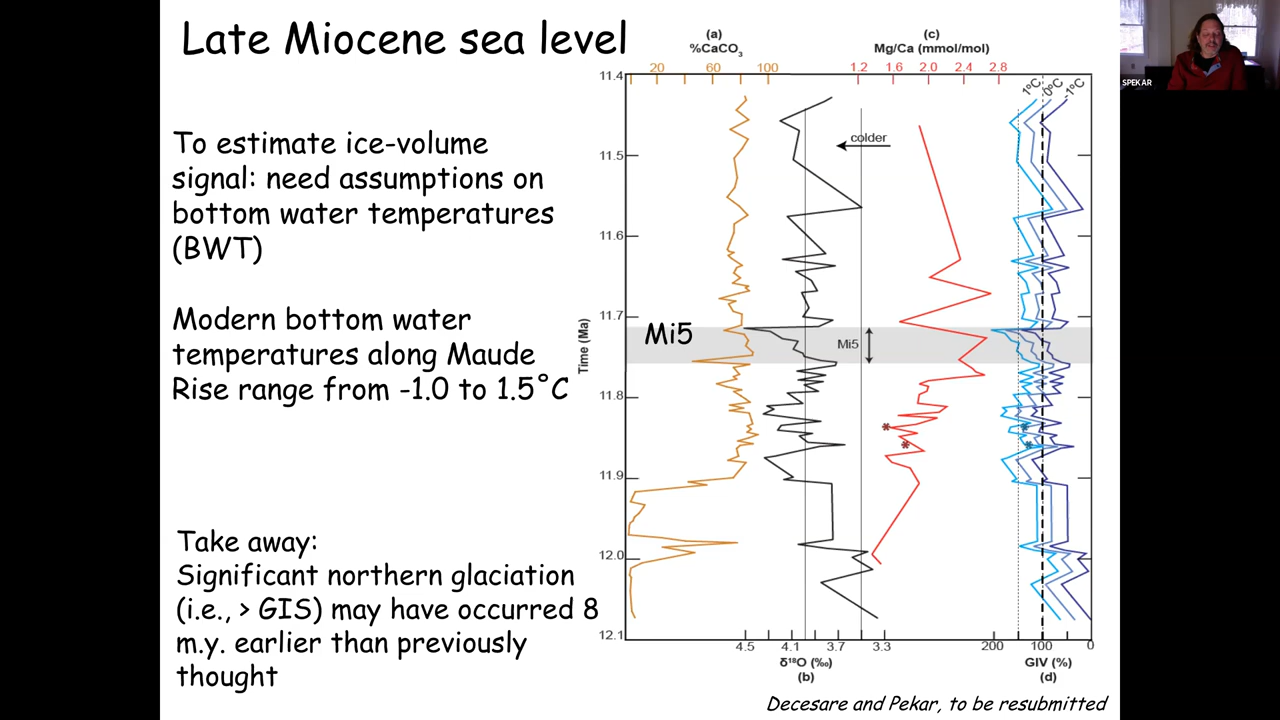 Late Miocene sea level
To estimate ice-volume
signal: need assumptions on
bottom water temperatures
(BWT)
Modern bottom water
temperatures along Maude
Rise range from -1.0 to 1.5˚C
Take away:
Significant northern glaciation
(i.e., > GIS) may have occurred 8
m.y. earlier than previously
thought
(a)
%CaCO₃
20 60 100
(c)
Mg/Ca (mmol/mol)
1.2 1.6 2.0 2.4 2.8
1ºC 0ºC -1ºC
colder
Time (Ma)
11.4
11.5
11.6
11.7
11.8
11.9
12.0
12.1
Mi5
Mi5
* *
* *
4.5 4.1 3.7 3.3
δ¹⁸O (‰)
(b)
200 100 0
GIV (%)
(d)
Decesare and Pekar, to be resubmitted
SPEKAR